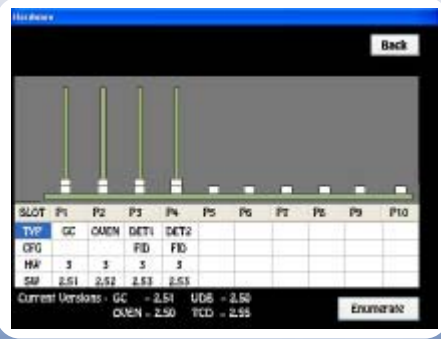 Hardware
Back
SLOT P1 P2 P3 P4 P5 P6 P7 P8 P9 P10
TYP GC OVEN DET1 DET2
CFG FID FID
HW 3 3 3 3
SW 2.51 2.52 2.53 2.53
Current Versions - GC - 2.51 UDB - 2.50
OVEN - 2.50 TCD - 2.55
Enumerate